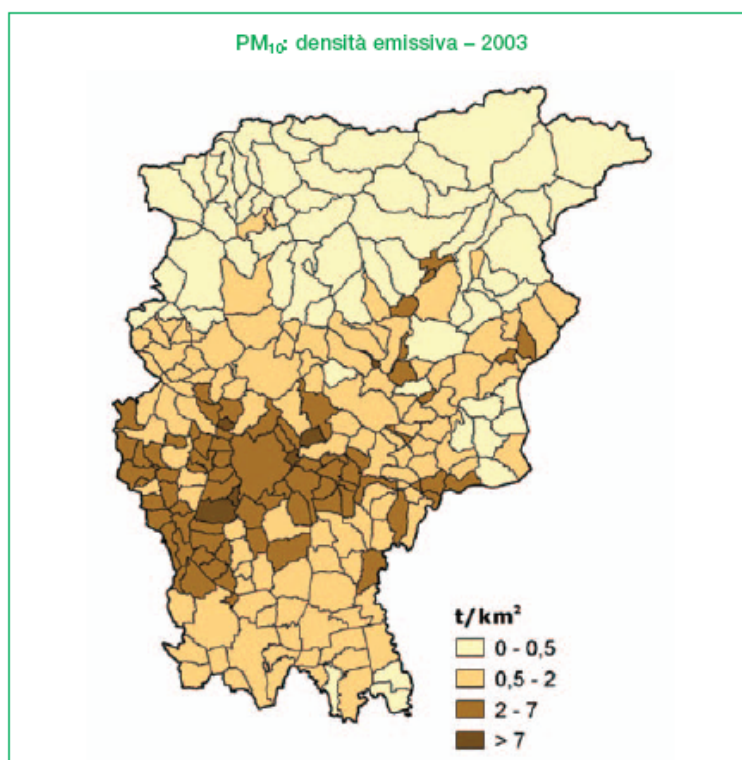 PM₁₀: densità emissiva – 2003
t/km²
0 - 0,5
0,5 - 2
2 - 7
> 7